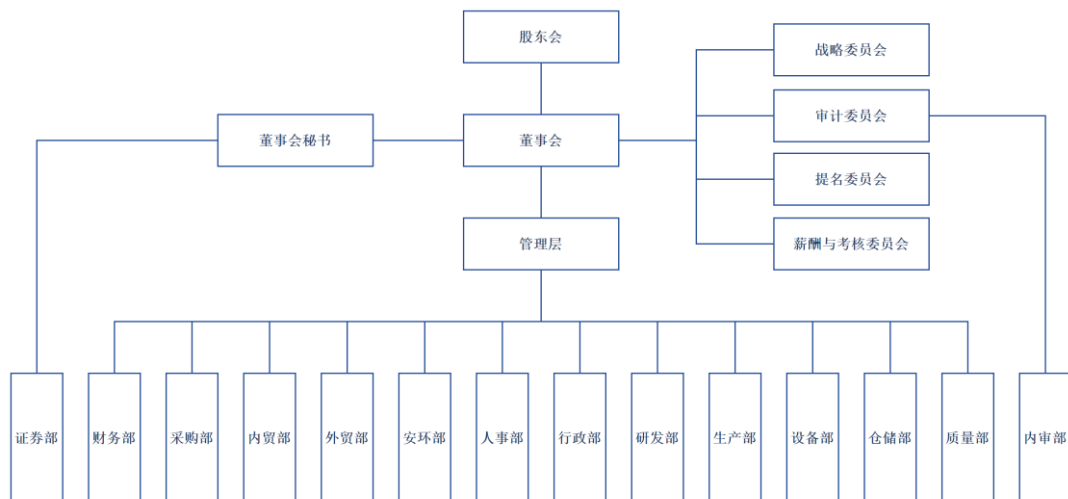 股东会
战略委员会
审计委员会
董事会秘书
董事会
提名委员会
管理层
薪酬与考核委员会
证券部
财务部
采购部
内贸部
外贸部
安环部
人事部
行政部
研发部
生产部
设备部
仓储部
质量部
内审部